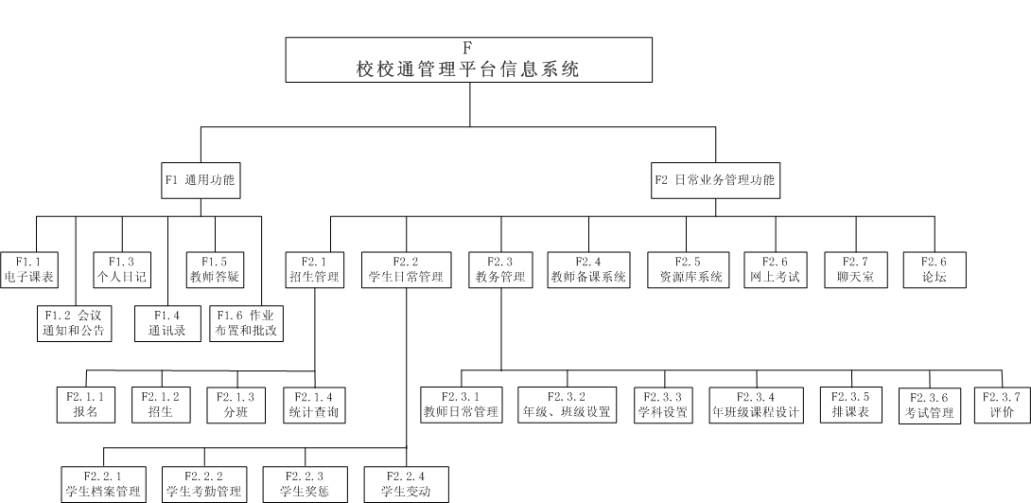 F
校校通管理平台信息系统
F1 通用功能
F2 日常业务管理功能
F1.1
电子课表
F1.3
个人日记
F1.5
教师答疑
F2.1
招生管理
F2.2
学生日常管理
F2.3
教务管理
F2.4
教师备课系统
F2.5
资源库系统
F2.6
网上考试
F2.7
聊天室
F2.6
论坛
F1.2 会议
通知和公告
F1.4
通讯录
F1.6 作业
布置和批改
F2.1.1
报名
F2.1.2
招生
F2.1.3
分班
F2.1.4
统计查询
F2.3.1
教师日常管理
F2.3.2
年级、班级设置
F2.3.3
学科设置
F2.3.4
年班级课程设计
F2.3.5
排课表
F2.3.6
考试管理
F2.3.7
评价
F2.2.1
学生档案管理
F2.2.2
学生考勤管理
F2.2.3
学生奖惩
F2.2.4
学生变动